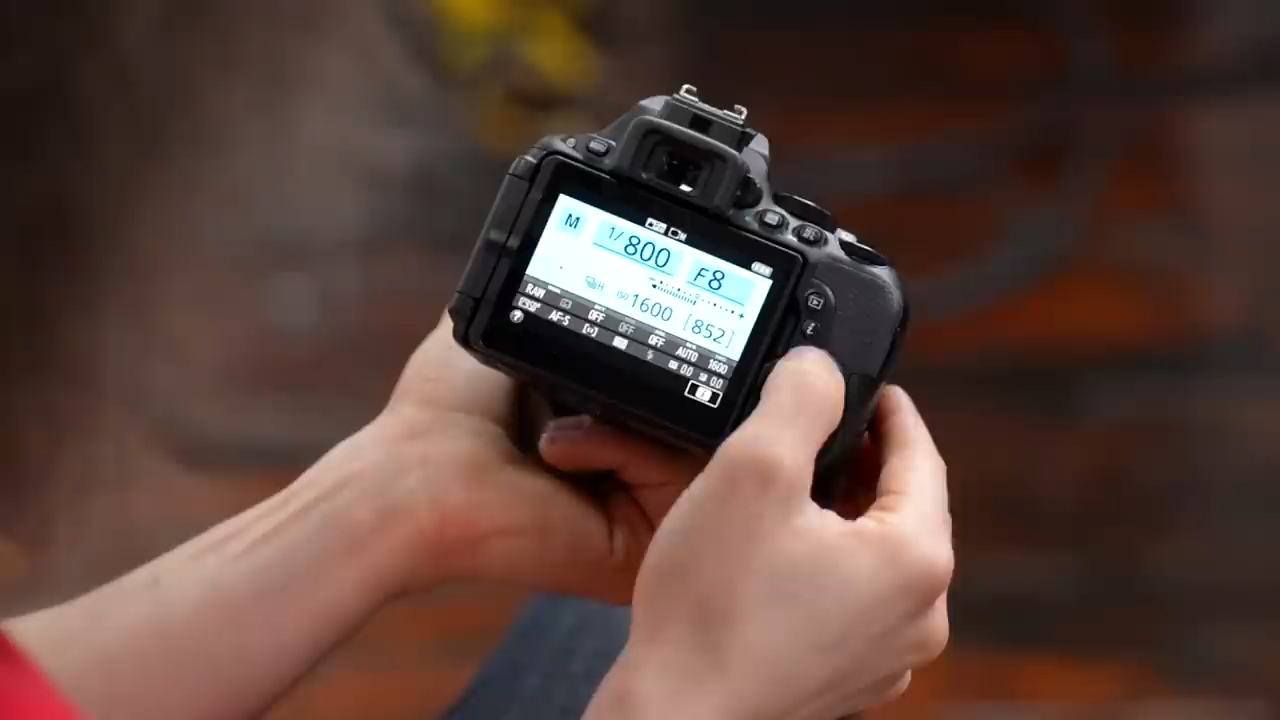 M 1/800 F8
H ISO 1600 [852]
RAW OFF OFF OFF AUTO 1600
AF-S 0.0 0.0
? i
i